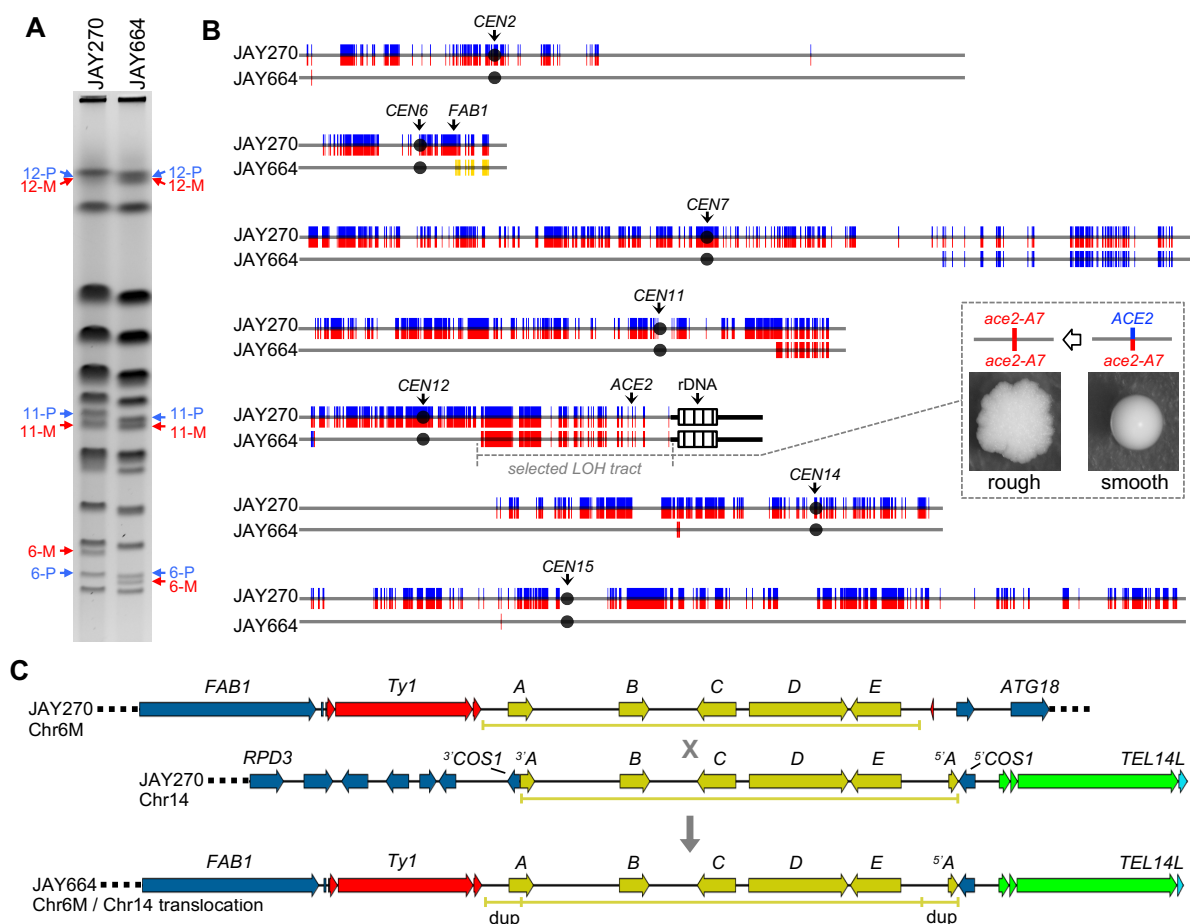 A
JAY270
JAY664
12-P
12-M
12-P
12-M
11-P
11-M
11-P
11-M
6-M
6-P
6-P
6-M
B
CEN2
JAY270
JAY664
CEN6
FAB1
JAY270
JAY664
CEN7
JAY270
JAY664
CEN11
JAY270
JAY664
CEN12
ACE2
rDNA
JAY270
JAY664
selected LOH tract
ace2-A7
ACE2
ace2-A7
ace2-A7
rough
smooth
CEN14
JAY270
JAY664
CEN15
JAY270
JAY664
C
FAB1 Ty1 A B C D E ATG18
JAY270
Chr6M
X
RPD3 3'COS1 3'A B C D E 5'A 5'COS1 TEL14L
JAY270
Chr14
FAB1 Ty1 A B C D E 5'A TEL14L
JAY664
Chr6M / Chr14 translocation
dup
dup